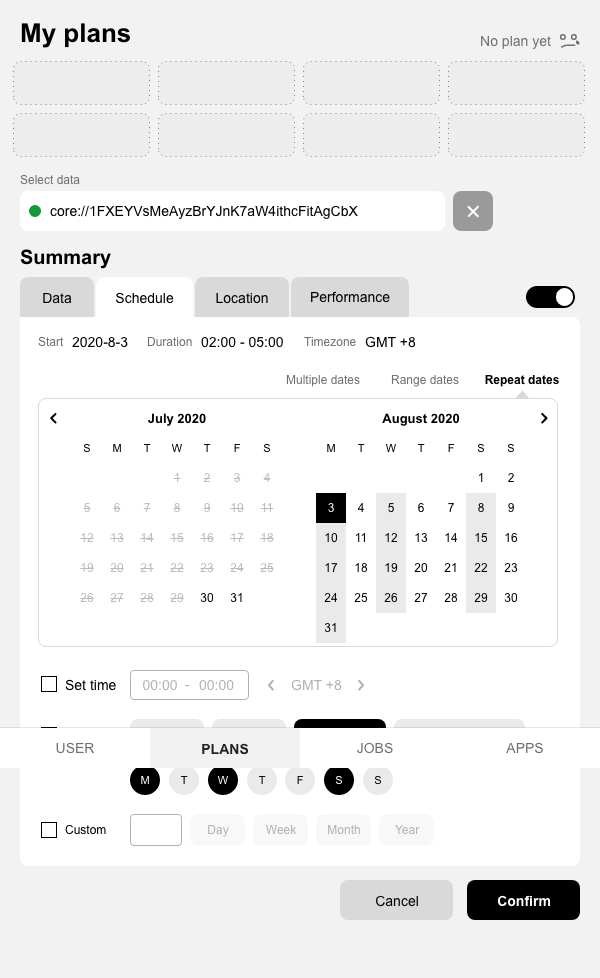 My plans
No plan yet
Select data
core://1FXEYVsMeAyzBrYJnK7aW4ithcFitAgCbX
Summary
Data Schedule Location Performance
Start 2020-8-3 Duration 02:00 - 05:00 Timezone GMT +8
Multiple dates Range dates Repeat dates
July 2020 August 2020
S M T W T F S M T W T F S S
1 2 3 4 1 2
5 6 7 8 9 10 11 3 4 5 6 7 8 9
12 13 14 15 16 17 18 10 11 12 13 14 15 16
19 20 21 22 23 24 25 17 18 19 20 21 22 23
26 27 28 29 30 31 24 25 26 27 28 29 30
31
Set time 00:00 - 00:00 GMT +8
USER PLANS JOBS APPS
M T W T F S S
Custom Day Week Month Year
Cancel Confirm